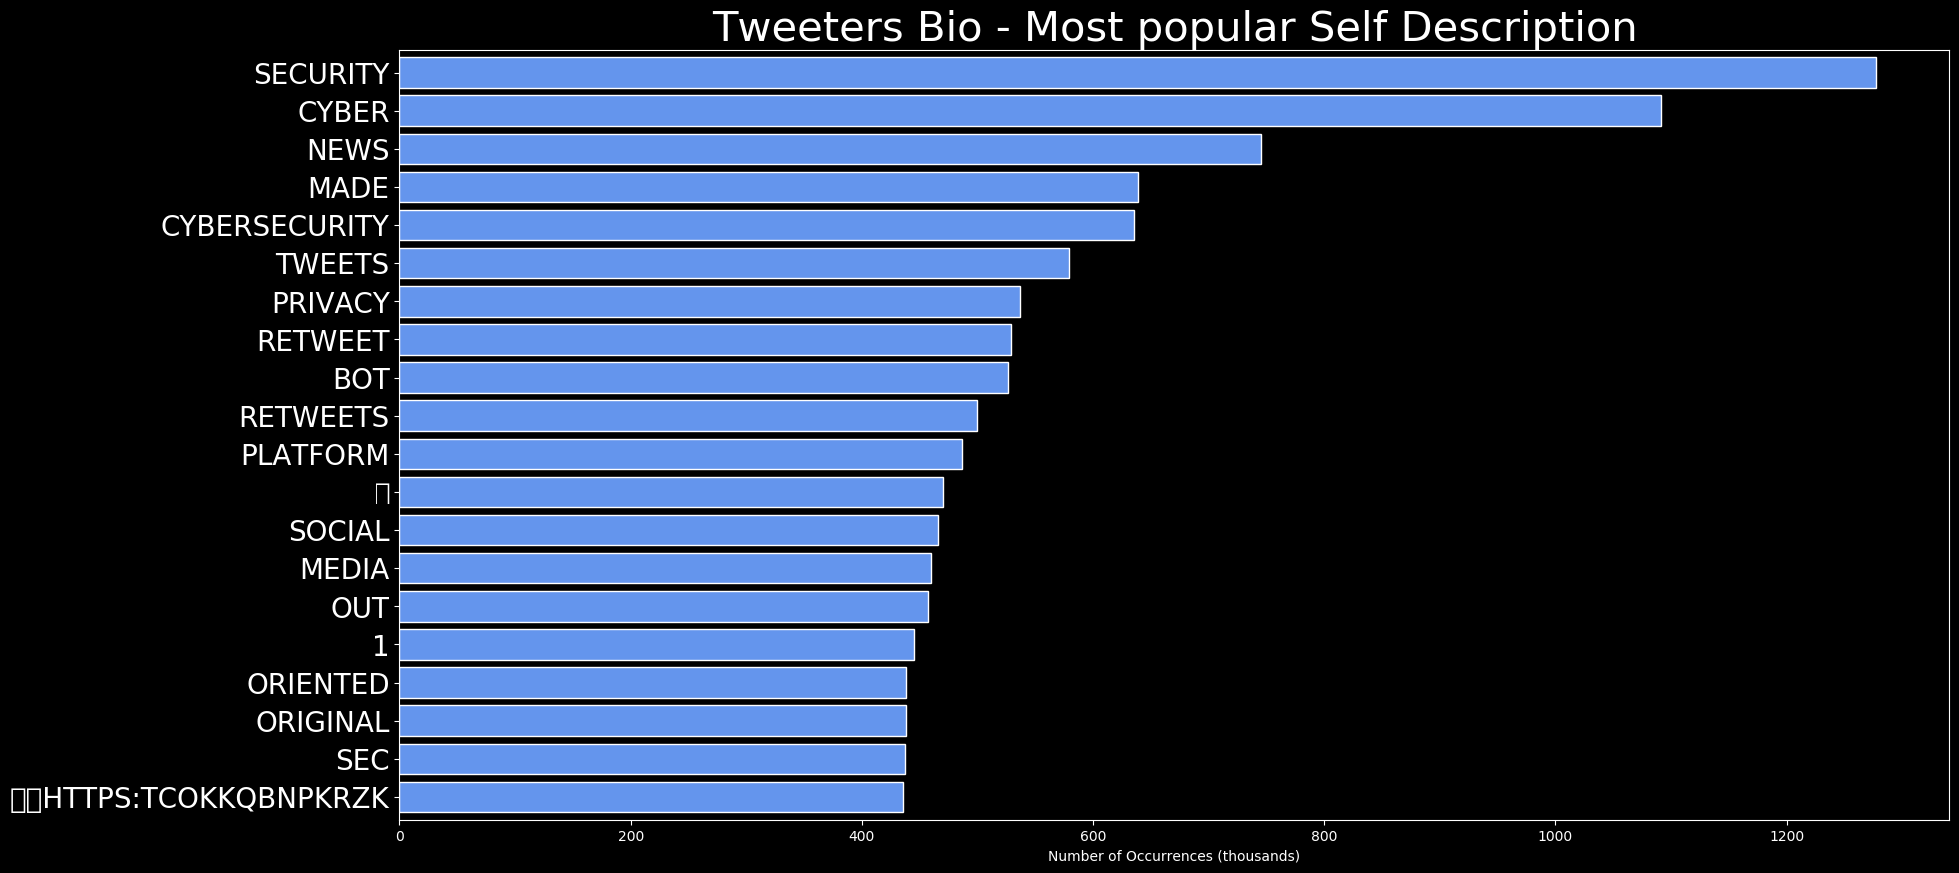 Tweeters Bio - Most popular Self Description
SECURITY
CYBER
NEWS
MADE
CYBERSECURITY
TWEETS
PRIVACY
RETWEET
BOT
RETWEETS
PLATFORM
SOCIAL
MEDIA
OUT
1
ORIENTED
ORIGINAL
SEC
HTTPS:TCOKKQBNPKRZK
0 200 400 600 800 1000 1200
Number of Occurrences (thousands)